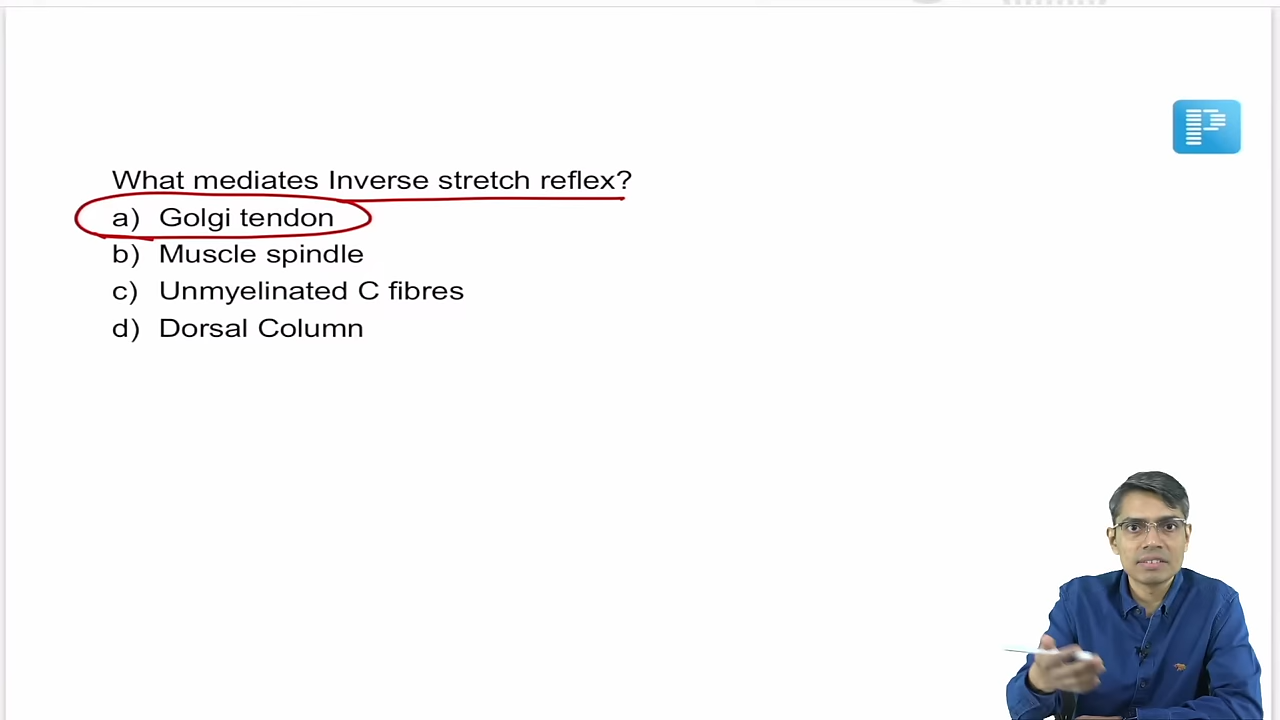 What mediates Inverse stretch reflex?
a) Golgi tendon
b) Muscle spindle
c) Unmyelinated C fibres
d) Dorsal Column